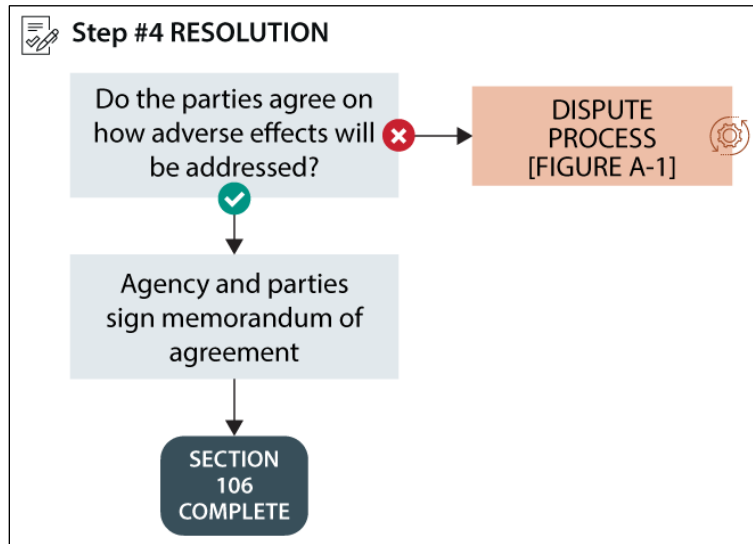 Step #4 RESOLUTION
Do the parties agree on
how adverse effects will
be addressed?
DISPUTE
PROCESS
[FIGURE A-1]
Agency and parties
sign memorandum of
agreement
SECTION
106
COMPLETE